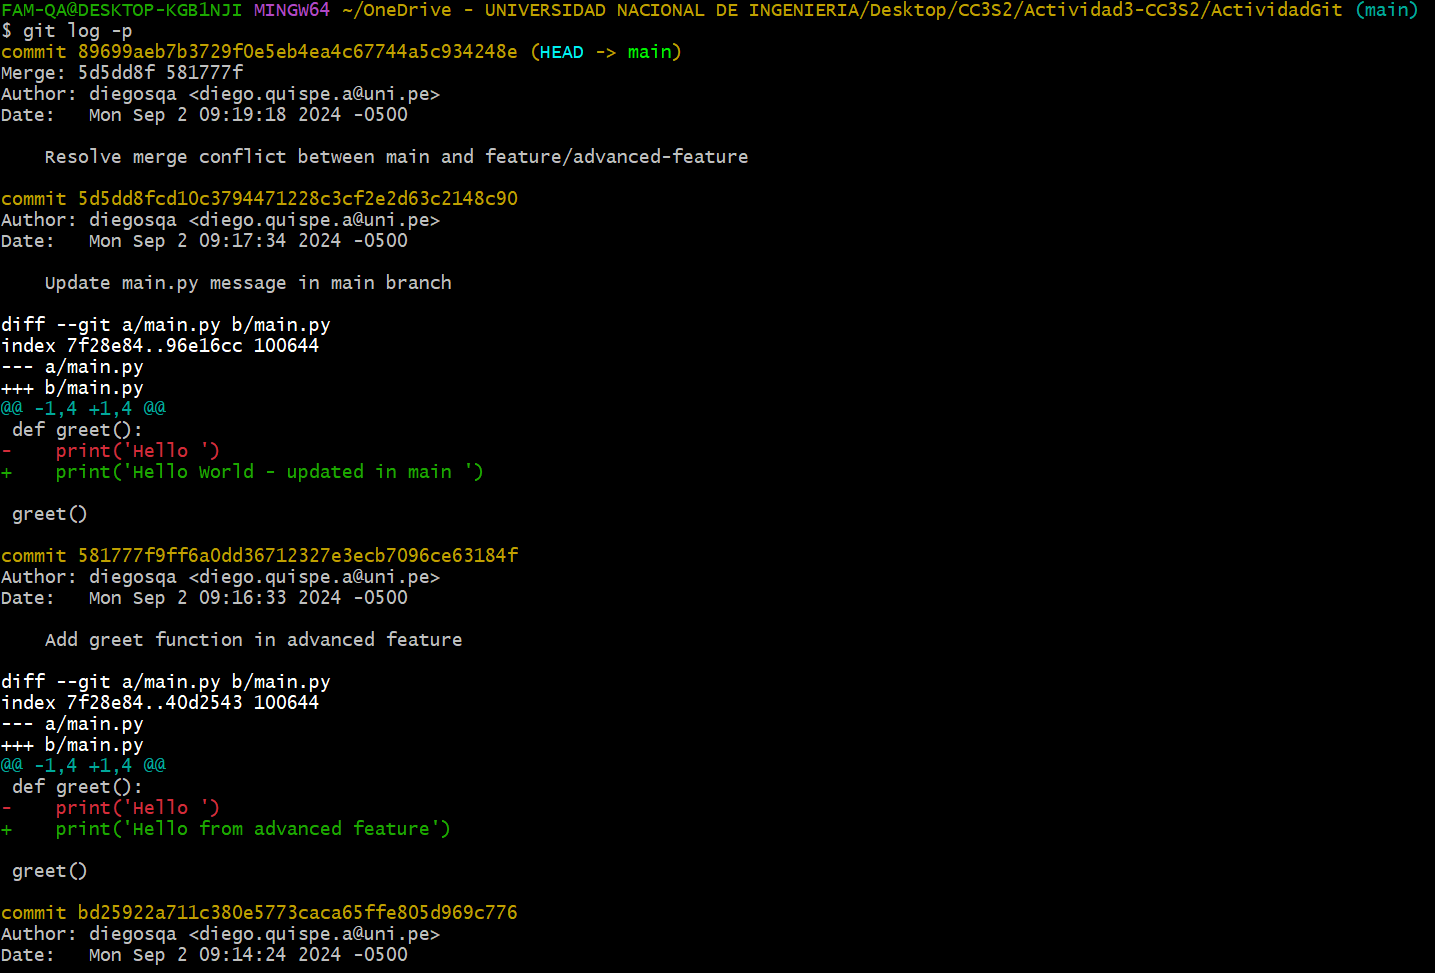 FAM-QA@DESKTOP-KGB1NJI MINGW64 ~/OneDrive - UNIVERSIDAD NACIONAL DE INGENIERIA/Desktop/CC3S2/Actividad3-CC3S2/ActividadGit (main)
$ git log -p
commit 89699aeb7b3729f0e5eb4ea4c67744a5c934248e (HEAD -> main)
Merge: 5d5dd8f 581777f
Author: diegosqa <diego.quispe.a@uni.pe>
Date:   Mon Sep 2 09:19:18 2024 -0500

    Resolve merge conflict between main and feature/advanced-feature

commit 5d5dd8fcd10c3794471228c3cf2e2d63c2148c90
Author: diegosqa <diego.quispe.a@uni.pe>
Date:   Mon Sep 2 09:17:34 2024 -0500

    Update main.py message in main branch

diff --git a/main.py b/main.py
index 7f28e84..96e16cc 100644
--- a/main.py
+++ b/main.py
@@ -1,4 +1,4 @@
 def greet():
-    print('Hello ')
+    print('Hello World - updated in main ')

 greet()

commit 581777f9ff6a0dd36712327e3ecb7096ce63184f
Author: diegosqa <diego.quispe.a@uni.pe>
Date:   Mon Sep 2 09:16:33 2024 -0500

    Add greet function in advanced feature

diff --git a/main.py b/main.py
index 7f28e84..40d2543 100644
--- a/main.py
+++ b/main.py
@@ -1,4 +1,4 @@
 def greet():
-    print('Hello ')
+    print('Hello from advanced feature')

 greet()

commit bd25922a711c380e5773caca65ffe805d969c776
Author: diegosqa <diego.quispe.a@uni.pe>
Date:   Mon Sep 2 09:14:24 2024 -0500